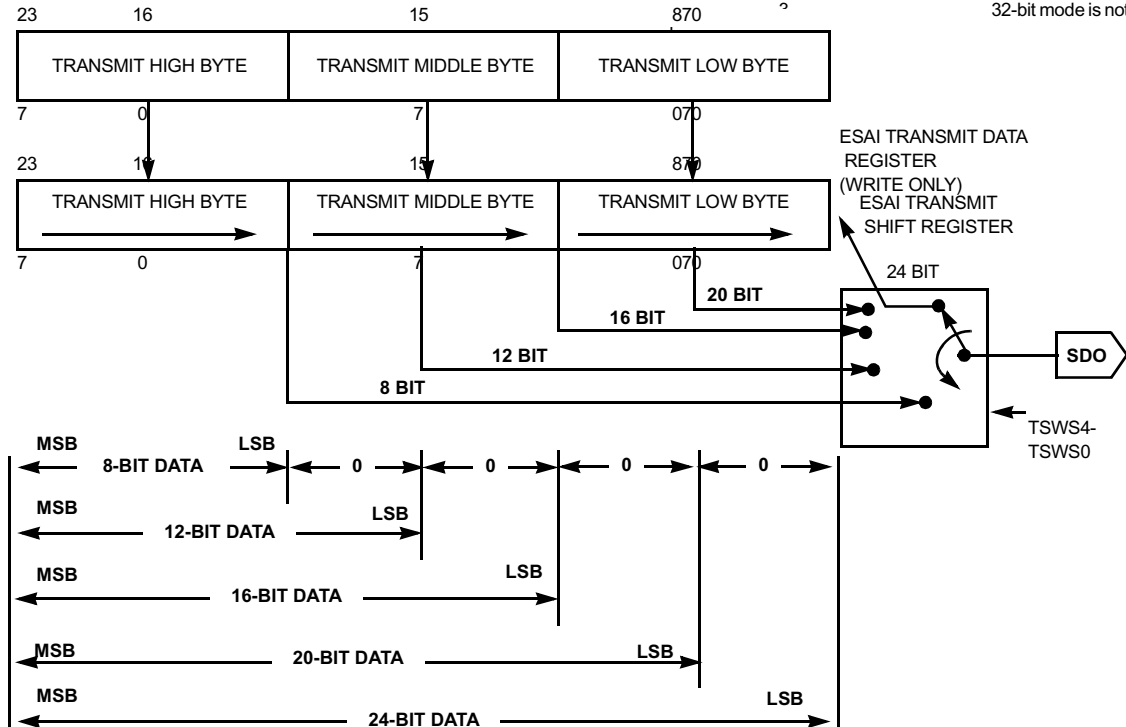 23 16 15 870 32-bit mode is not
TRANSMIT HIGH BYTE TRANSMIT MIDDLE BYTE TRANSMIT LOW BYTE
7 0 7 070
23 15 870
TRANSMIT HIGH BYTE TRANSMIT MIDDLE BYTE TRANSMIT LOW BYTE
7 0 7 070
ESAI TRANSMIT DATA
REGISTER
(WRITE ONLY)
ESAI TRANSMIT
SHIFT REGISTER
24 BIT
20 BIT
16 BIT
12 BIT
8 BIT
SDO
TSWS4-
TSWS0
MSB LSB
8-BIT DATA 0 0 0 0
MSB LSB
12-BIT DATA
MSB LSB
16-BIT DATA
MSB LSB
20-BIT DATA
MSB LSB
24-BIT DATA